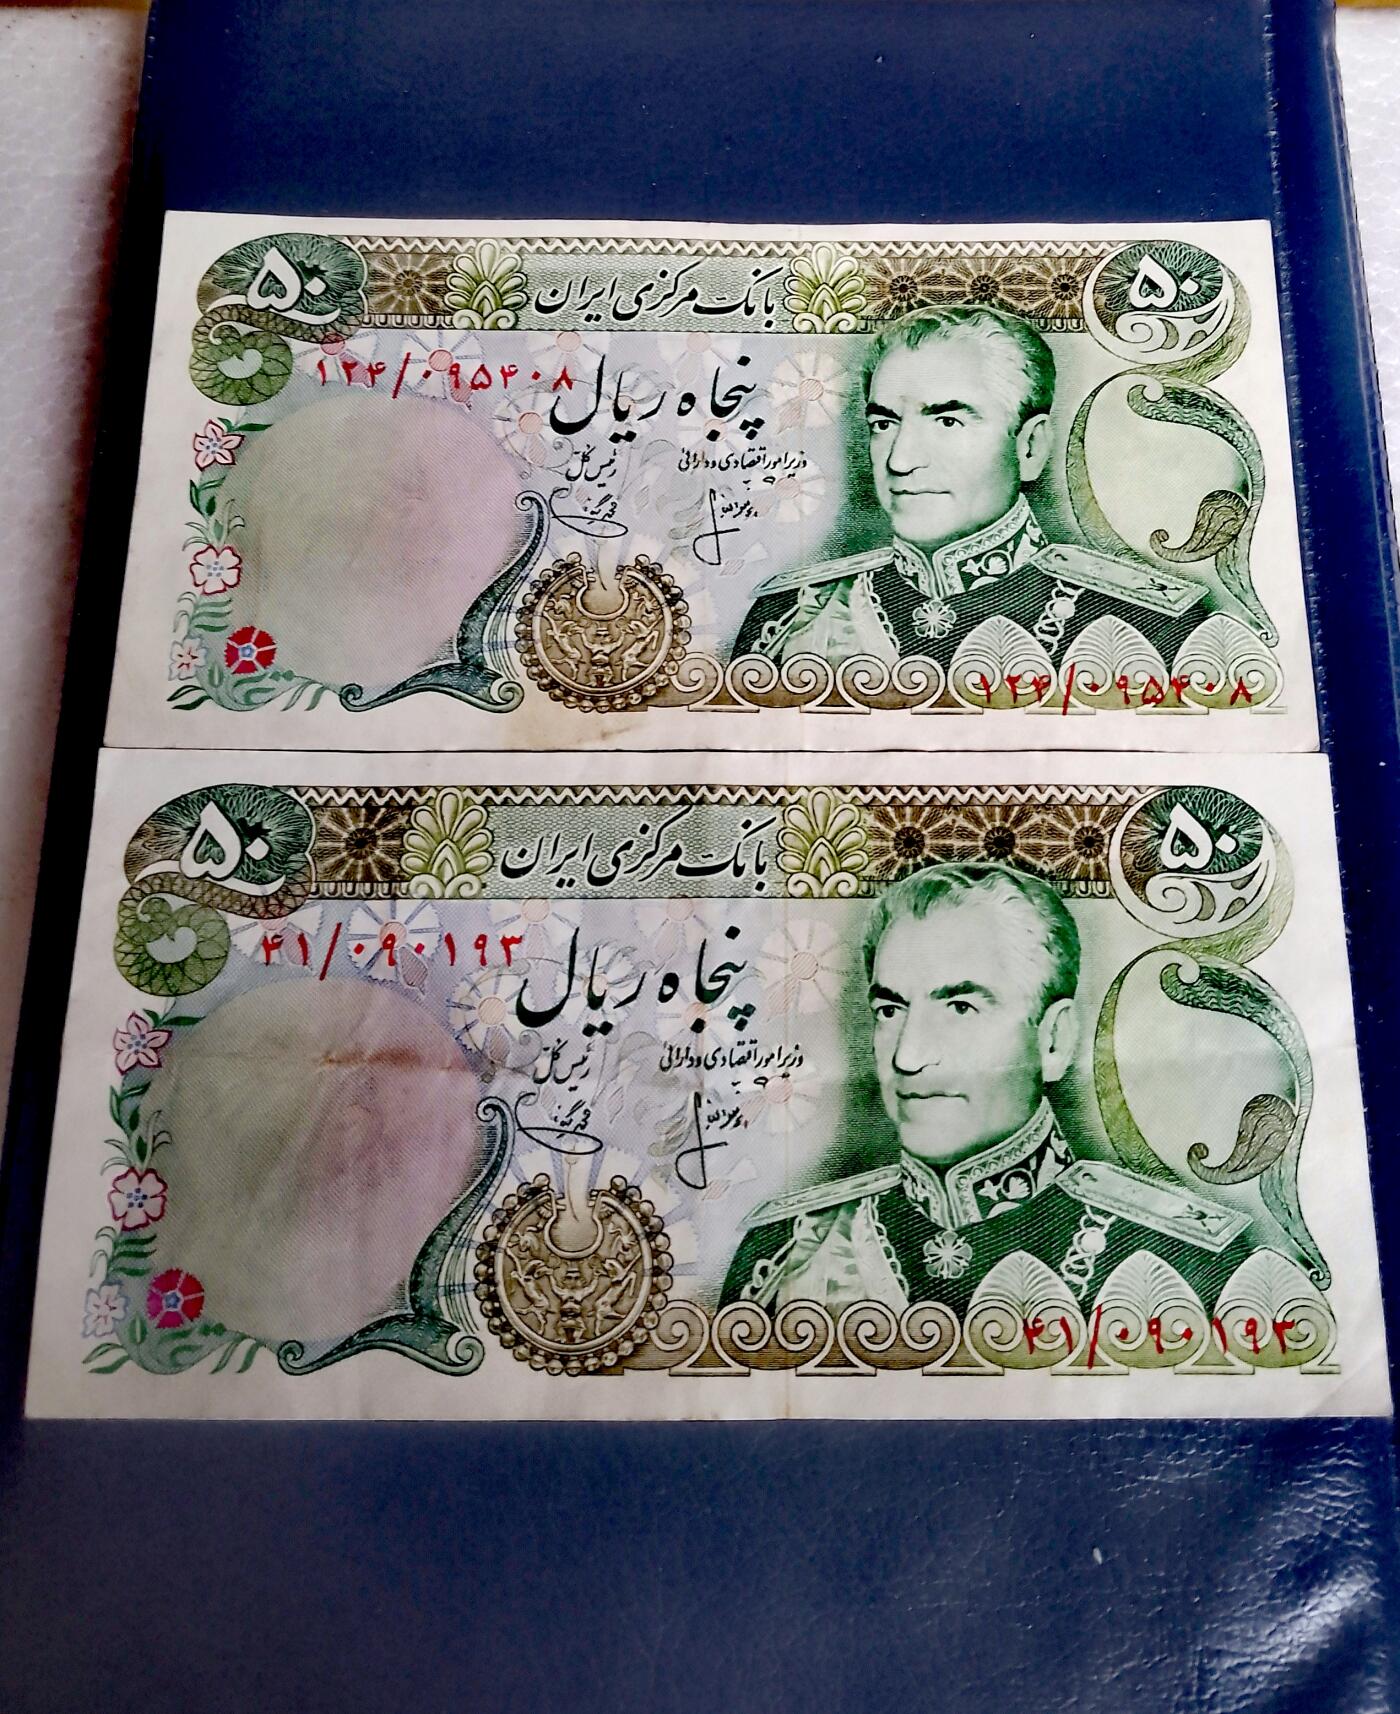 ۵۰ بانک مرکزی ایران ۵۰
۱۲۴/۰۹۵۴۰۸
پنجاه ریال
وزیر امور اقتصادی و دارائی رئیس کل
۱۲۴/۰۹۵۴۰۸
۵۰ بانک مرکزی ایران ۵۰
۴۱/۰۹۰۱۹۳
پنجاه ریال
وزیر امور اقتصادی و دارائی رئیس کل
۴۱/۰۹۰۱۹۳